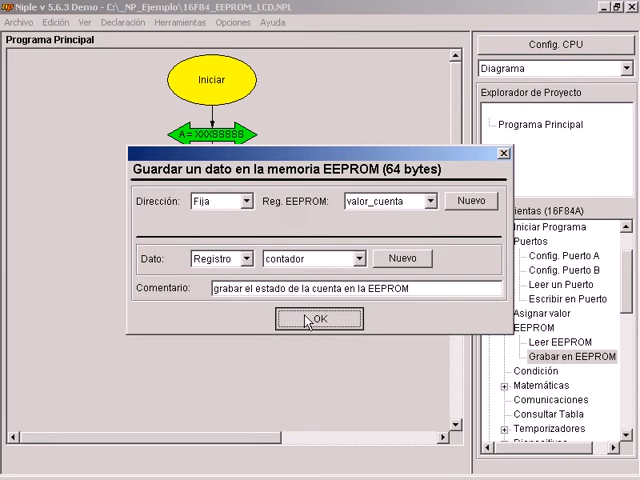 Niple v 5.6.3 Demo - C:\_NP_Ejemplo\16F84_EEPROM_LCD.NPL
Archivo Edición Ver Declaración Herramientas Opciones Ayuda
Programa Principal
Iniciar
A = XXXSSSSS
Config. CPU
Diagrama
Explorador de Proyecto
Programa Principal
Guardar un dato en la memoria EEPROM (64 bytes)
Dirección: Fija Reg. EEPROM: valor_cuenta Nuevo
Dato: Registro contador Nuevo
Comentario: grabar el estado de la cuenta en la EEPROM
OK
ientas (16F84A)
Iniciar Programa
Puertos
Config. Puerto A
Config. Puerto B
Leer un Puerto
Escribir en Puerto
Asignar valor
EEPROM
Leer EEPROM
Grabar en EEPROM
Condición
Matemáticas
Comunicaciones
Consultar Tabla
Temporizadores